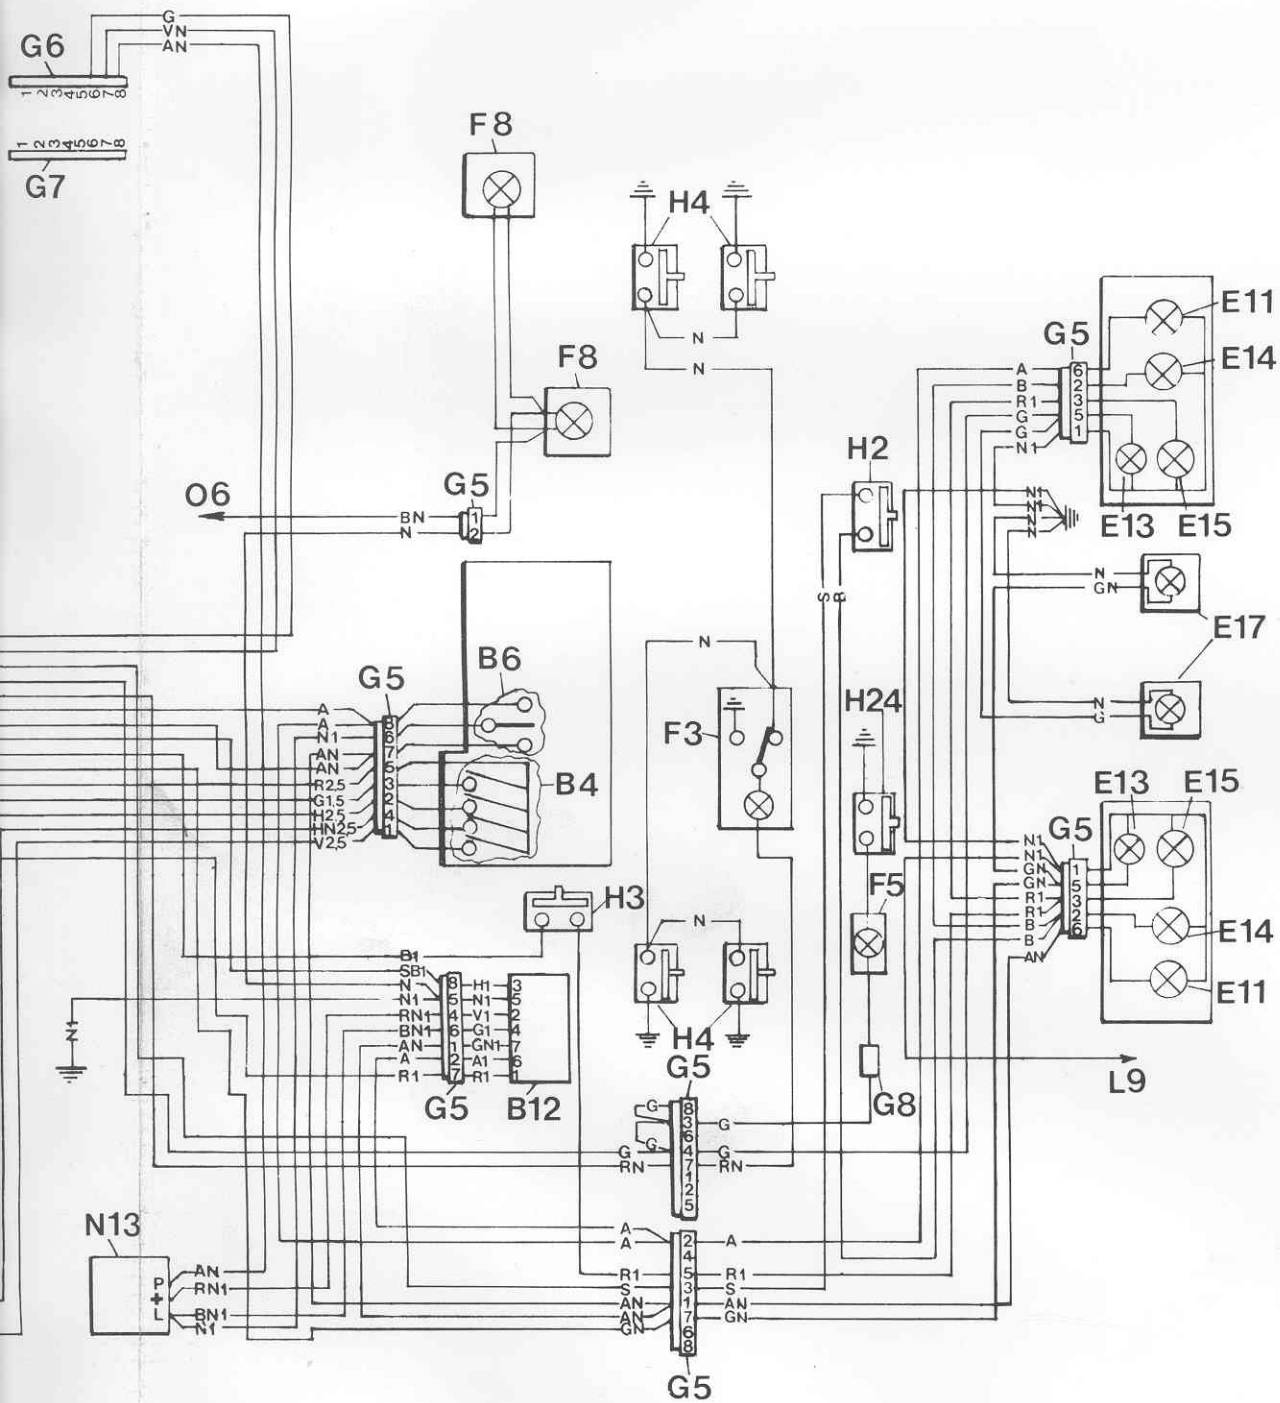 G
VN
AN
G6
1 2 3 4 5 6 7 8
1 2 3 4 5 6 7 8
G7
F8
H4
N
N
F8
G5
O6
BN 1
N 2
H2
S
G5
E11
E14
A 6
B 2
R1 3
G 5
G 1
N1
N1
N1
N
N
E13 E15
N
GN
E17
N
G
B6
G5
A
A
N1
AN
AN
R2,5
G1,5
H2,5
HN2,5
V2,5
8
6
7
5
3
2
4
1
B4
N
F3
H24
F5
G8
E13 E15
G5
N1
N1
GN
GN
R1
R1
B
B
AN
1
5
3
2
6
E14
E11
L9
H3
B1
SB1
N
N1
RN1
BN1
AN
A
R1
8 H1 3
5 N1 5
4 V1 2
6 G1 4
1 GN1 7
2 A1 6
7 R1 1
G5 B12
N1
N
H4
G5
G 8
3 G
G 6
G 4 G
RN 7 RN
1
2
5
N13
P
+
L
AN
RN1
BN1
N1
A
A 2 A
4
R1 5 R1
S 3 S
AN 1 AN
AN 7 GN
GN 6
8
G5